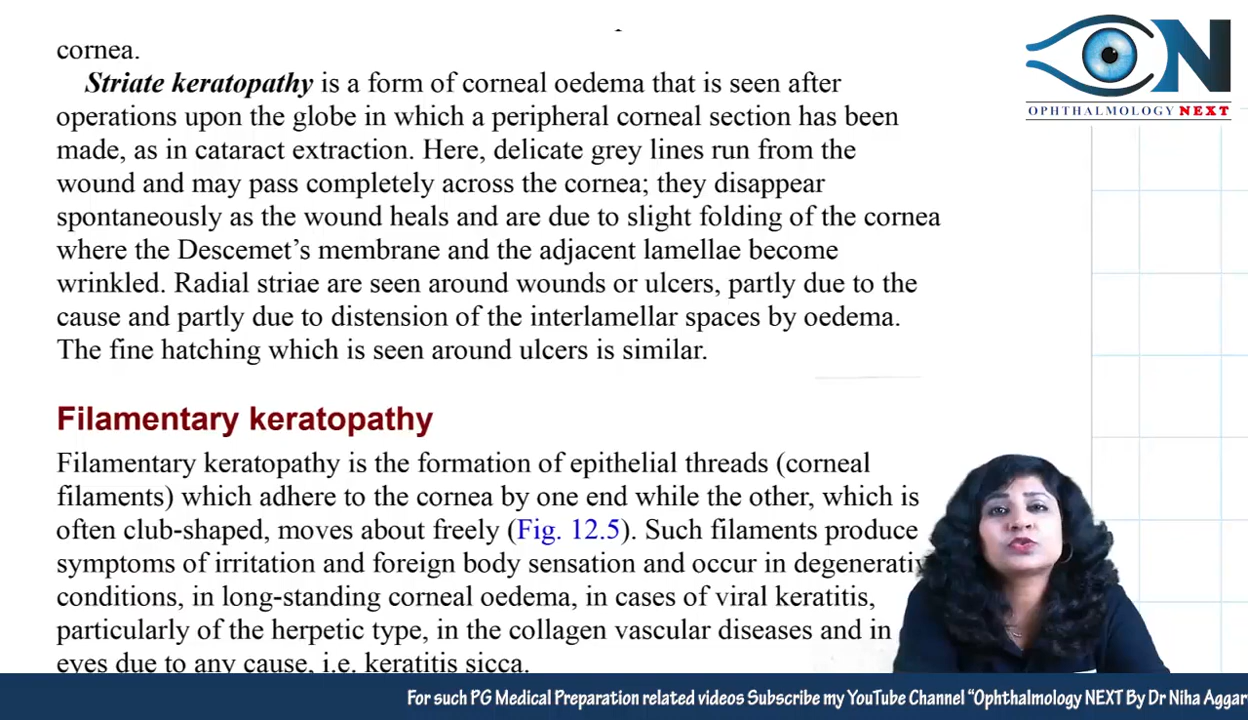 cornea.
Striate keratopathy is a form of corneal oedema that is seen after
operations upon the globe in which a peripheral corneal section has been
made, as in cataract extraction. Here, delicate grey lines run from the
wound and may pass completely across the cornea; they disappear
spontaneously as the wound heals and are due to slight folding of the cornea
where the Descemet's membrane and the adjacent lamellae become
wrinkled. Radial striae are seen around wounds or ulcers, partly due to the
cause and partly due to distension of the interlamellar spaces by oedema.
The fine hatching which is seen around ulcers is similar.
Filamentary keratopathy
Filamentary keratopathy is the formation of epithelial threads (corneal
filaments) which adhere to the cornea by one end while the other, which is
often club-shaped, moves about freely (Fig. 12.5). Such filaments produce
symptoms of irritation and foreign body sensation and occur in degenerativ
conditions, in long-standing corneal oedema, in cases of viral keratitis,
particularly of the herpetic type, in the collagen vascular diseases and in
eyes due to any cause, i.e. keratitis sicca.
N
OPHTHALMOLOGY NEXT
For such PG Medical Preparation related videos Subscribe my YouTube Channel "Ophthalmology NEXT By Dr Niha Aggar